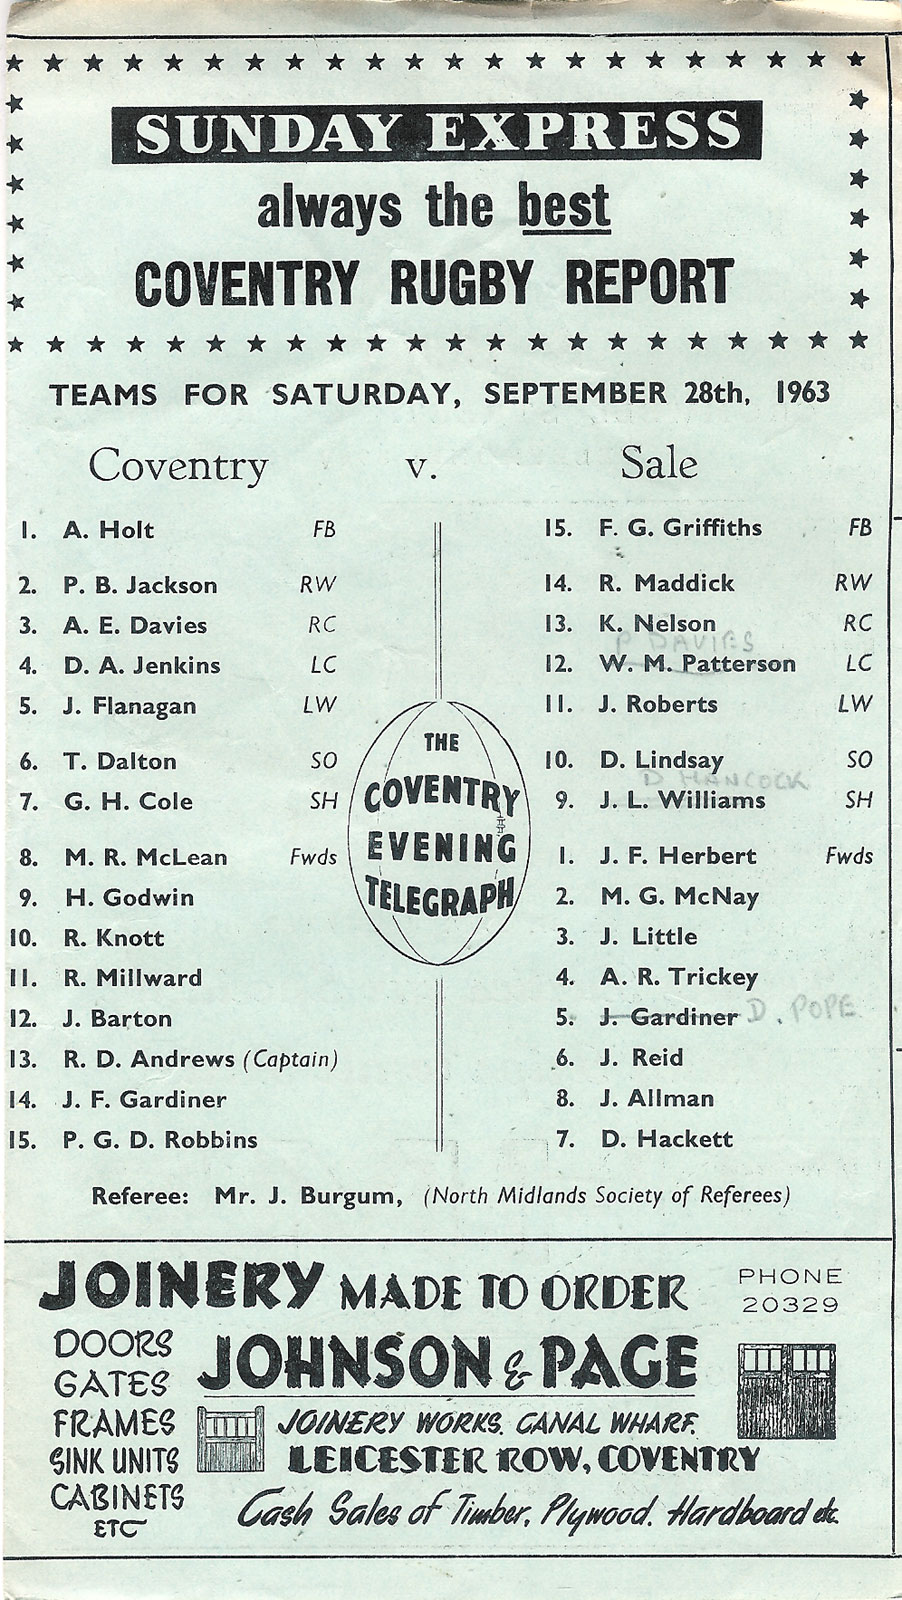 SUNDAY EXPRESS
always the best
COVENTRY RUGBY REPORT
TEAMS FOR SATURDAY, SEPTEMBER 28th, 1963
Coventry v. Sale
1. A. Holt FB
2. P. B. Jackson RW
3. A. E. Davies RC
4. D. A. Jenkins LC
5. J. Flanagan LW
6. T. Dalton SO
7. G. H. Cole SH
8. M. R. McLean Fwds
9. H. Godwin
10. R. Knott
11. R. Millward
12. J. Barton
13. R. D. Andrews (Captain)
14. J. F. Gardiner
15. P. G. D. Robbins
THE
COVENTRY
EVENING
TELEGRAPH
15. F. G. Griffiths FB
14. R. Maddick RW
13. K. Nelson RC
P DAVIES
12. W. M. Patterson LC
11. J. Roberts LW
10. D. Lindsay SO
D HANCOCK
9. J. L. Williams SH
1. J. F. Herbert Fwds
2. M. G. McNay
3. J. Little
4. A. R. Trickey
5. J. Gardiner D. POPE
6. J. Reid
8. J. Allman
7. D. Hackett
Referee: Mr. J. Burgum, (North Midlands Society of Referees)
JOINERY MADE TO ORDER
PHONE
20329
DOORS
GATES
FRAMES
SINK UNITS
CABINETS
ETC
JOHNSON & PAGE
JOINERY WORKS. CANAL WHARF.
LEICESTER ROW, COVENTRY
Cash Sales of Timber, Plywood. Hardboard etc.